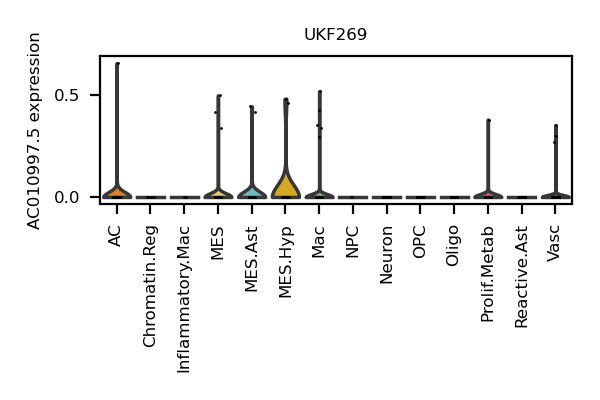 UKF269
AC010997.5 expression
0.5
0.0
AC
Chromatin.Reg
Inflammatory.Mac
MES
MES.Ast
MES.Hyp
Mac
NPC
Neuron
OPC
Oligo
Prolif.Metab
Reactive.Ast
Vasc